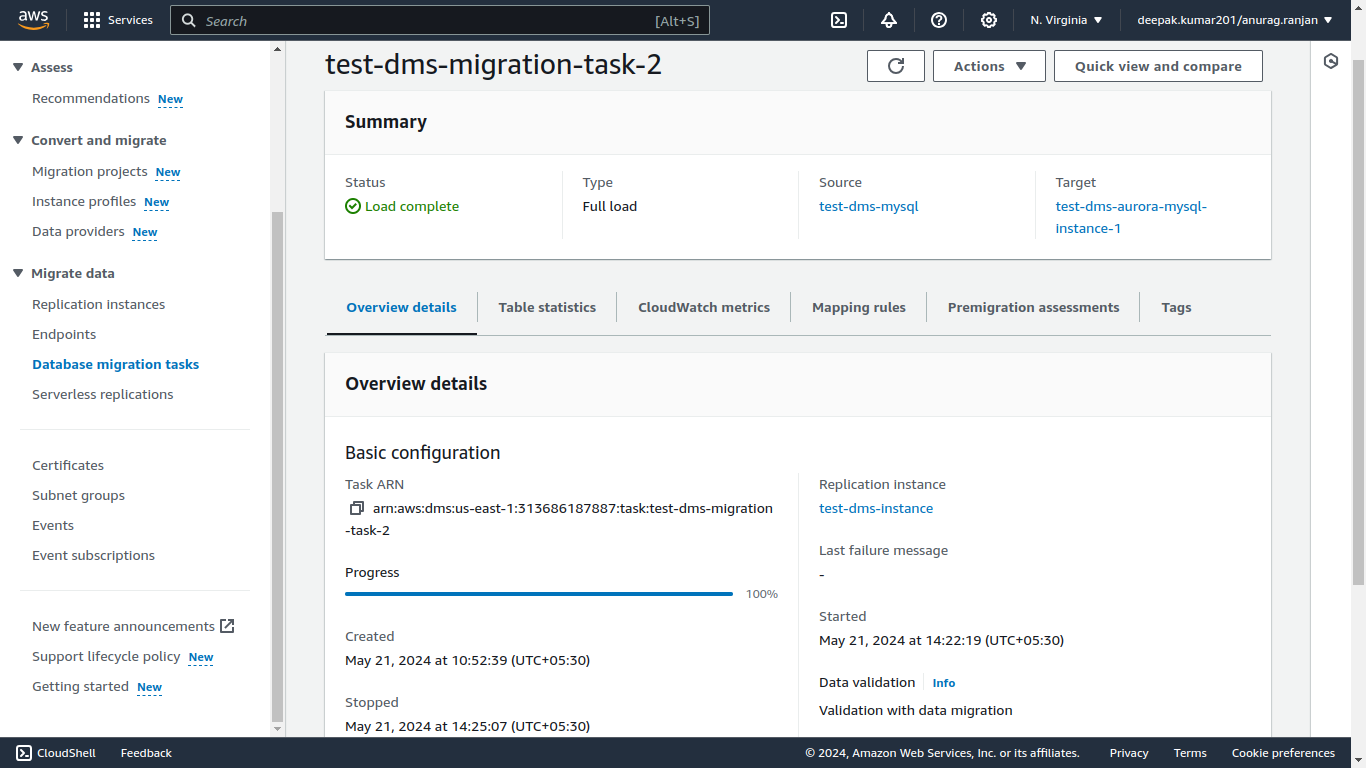 aws
Services
Search
[Alt+S]
N. Virginia
deepak.kumar201/anurag.ranjan
Assess
Recommendations New
Convert and migrate
Migration projects New
Instance profiles New
Data providers New
Migrate data
Replication instances
Endpoints
Database migration tasks
Serverless replications
Certificates
Subnet groups
Events
Event subscriptions
New feature announcements
Support lifecycle policy New
Getting started New
test-dms-migration-task-2
Actions
Quick view and compare
Summary
Status
Load complete
Type
Full load
Source
test-dms-mysql
Target
test-dms-aurora-mysql-
instance-1
Overview details
Table statistics
CloudWatch metrics
Mapping rules
Premigration assessments
Tags
Overview details
Basic configuration
Task ARN
arn:aws:dms:us-east-1:313686187887:task:test-dms-migration
-task-2
Progress
100%
Created
May 21, 2024 at 10:52:39 (UTC+05:30)
Stopped
May 21, 2024 at 14:25:07 (UTC+05:30)
Replication instance
test-dms-instance
Last failure message
-
Started
May 21, 2024 at 14:22:19 (UTC+05:30)
Data validation Info
Validation with data migration
CloudShell
Feedback
© 2024, Amazon Web Services, Inc. or its affiliates.
Privacy
Terms
Cookie preferences